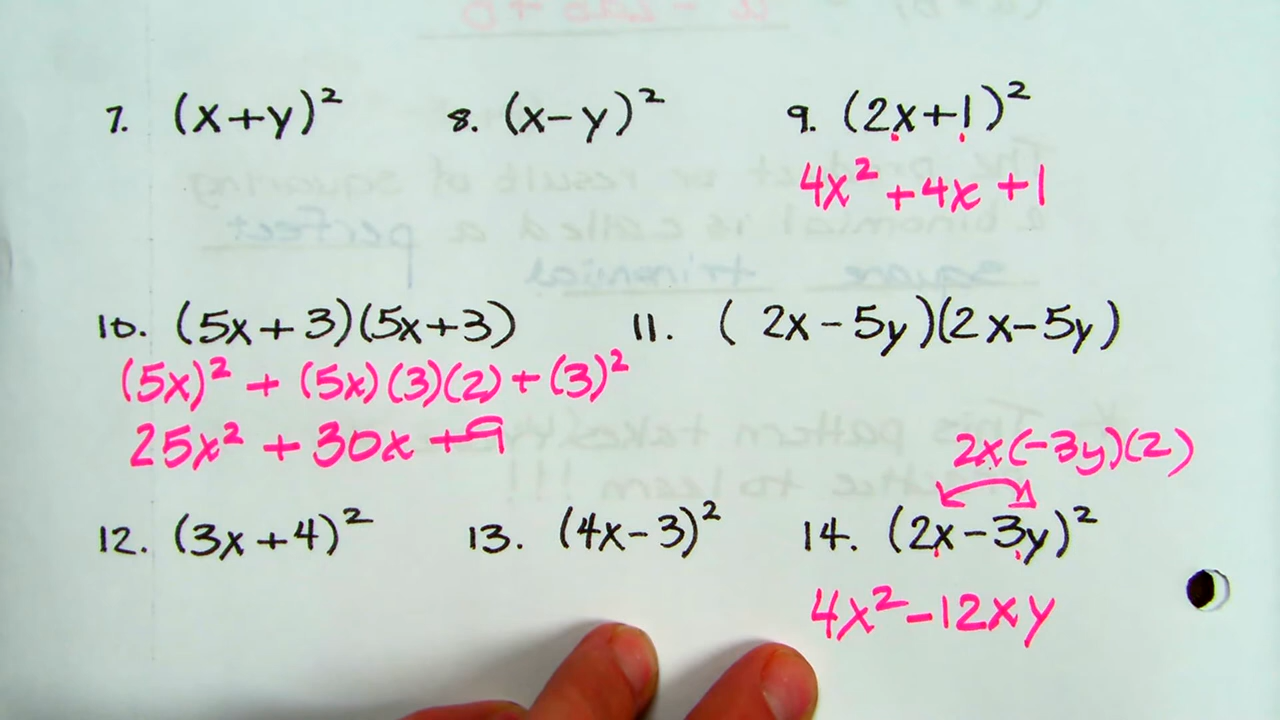 7. (x+y)² 8. (x-y)² 9. (2x+1)²
4x² +4x +1
10. (5x+3)(5x+3) 11. ( 2x-5y)(2x-5y)
(5x)² + (5x)(3)(2)+(3)²
25x² + 30x +9
2x(-3y)(2)
12. (3x+4)² 13. (4x-3)² 14. (2x-3y)²
4x²-12xy